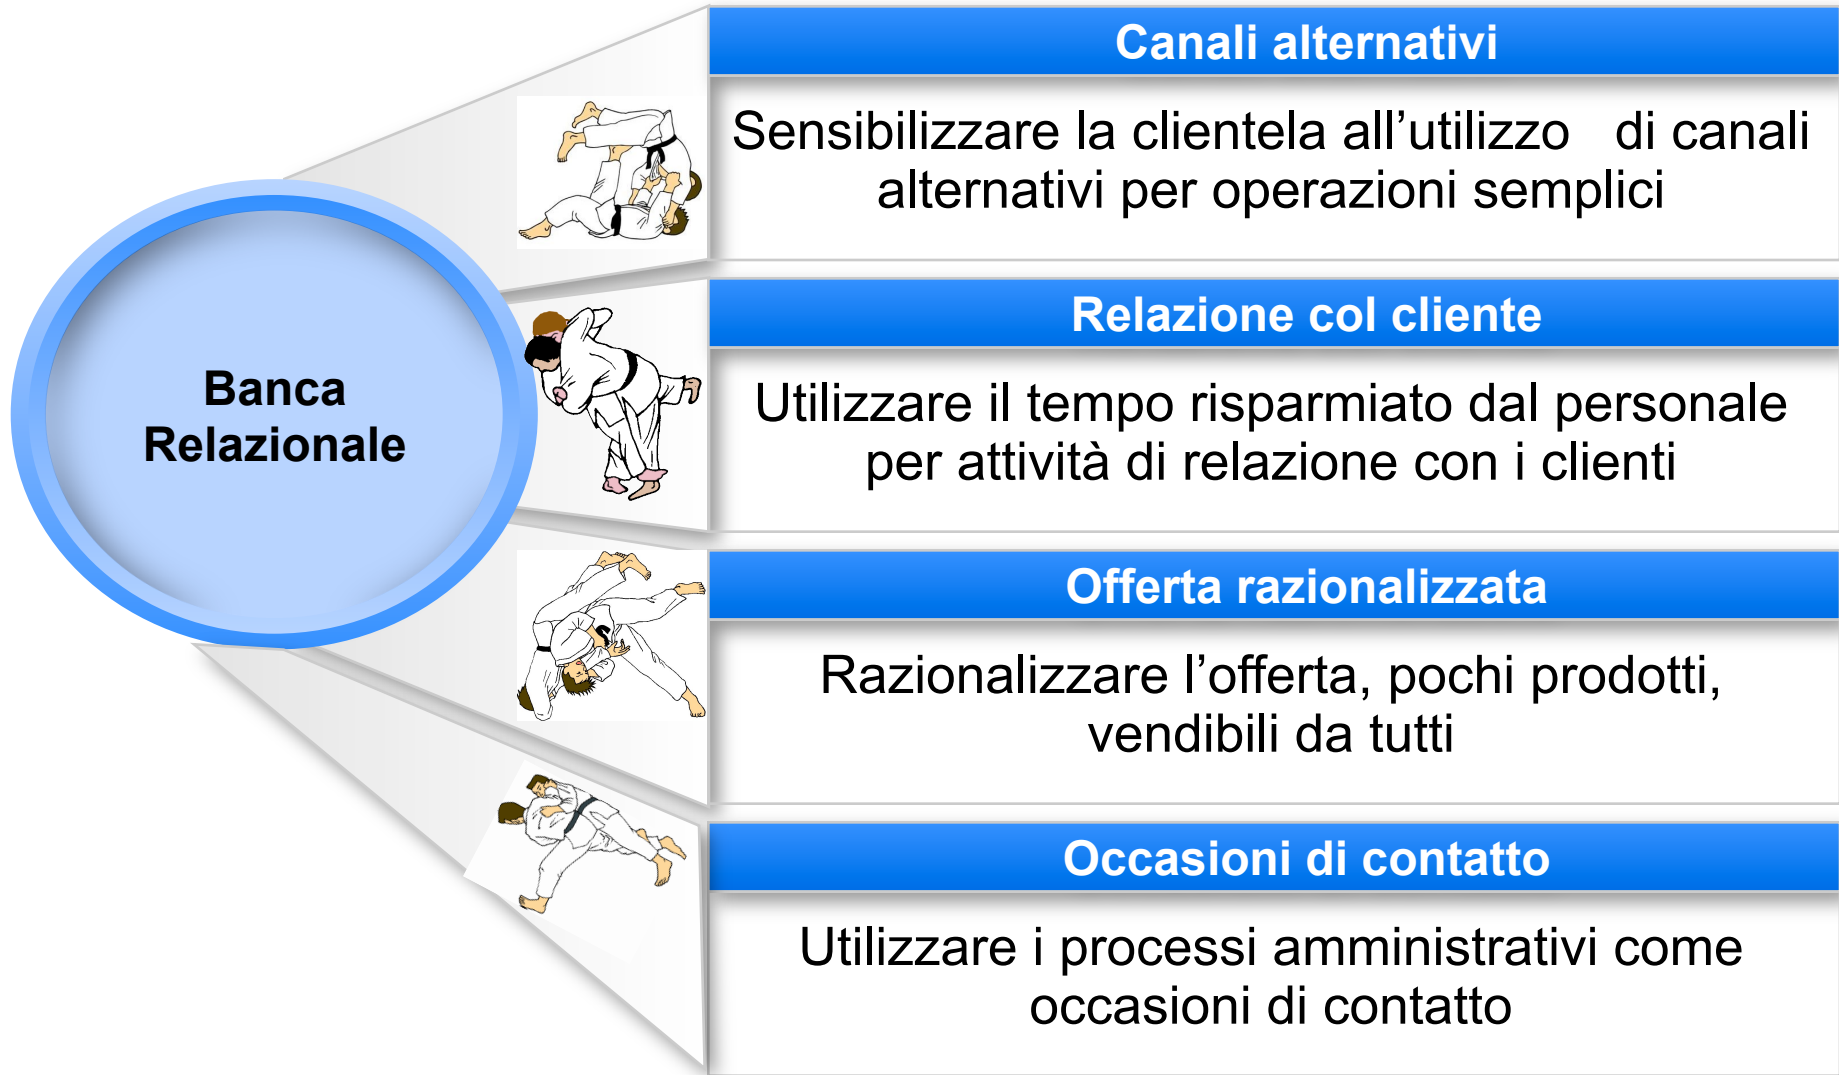 Banca
Relazionale
Canali alternativi
Sensibilizzare la clientela all’utilizzo   di canali
alternativi per operazioni semplici
Relazione col cliente
Utilizzare il tempo risparmiato dal personale
per attività di relazione con i clienti
Offerta razionalizzata
Razionalizzare l’offerta, pochi prodotti,
vendibili da tutti
Occasioni di contatto
Utilizzare i processi amministrativi come
occasioni di contatto